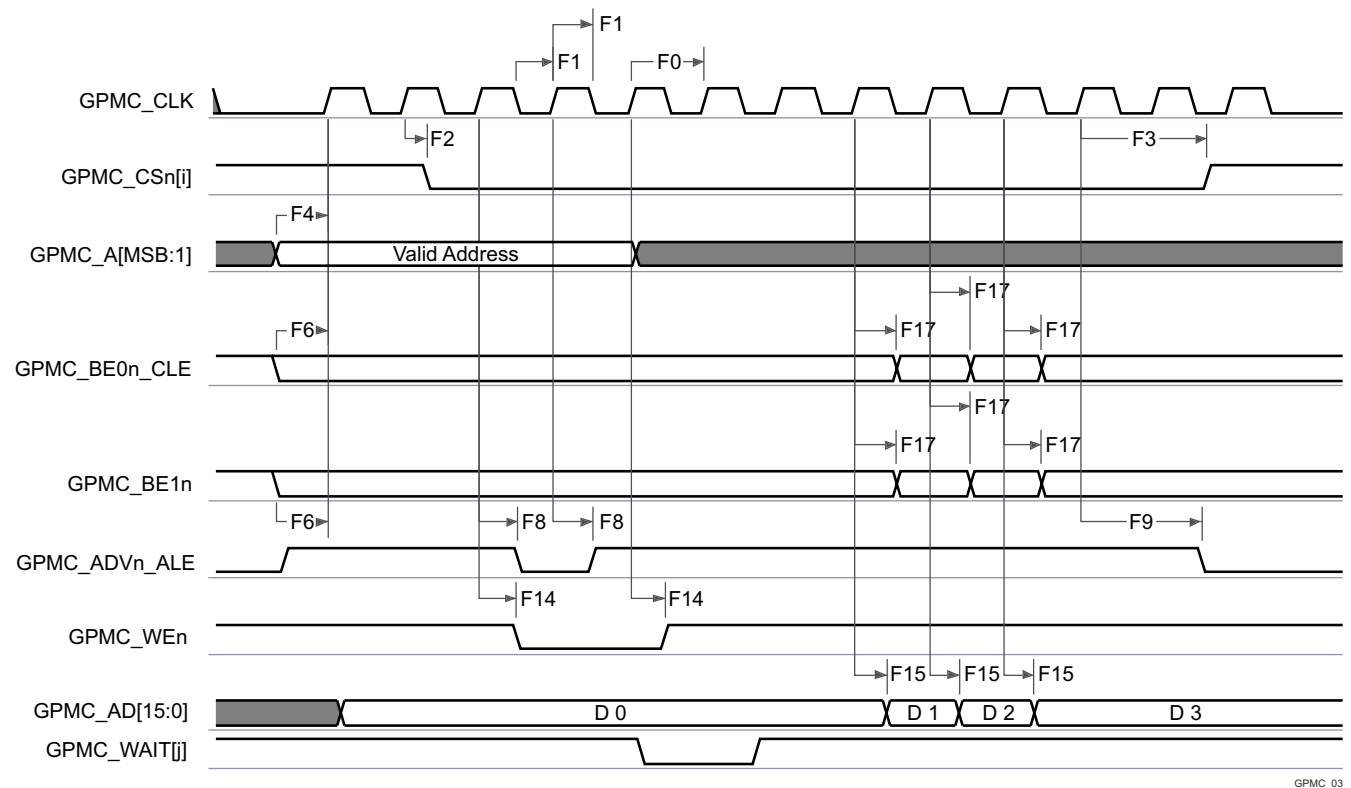 F1
F1 F0
GPMC_CLK
F2 F3
GPMC_CSn[i]
F4
GPMC_A[MSB:1] Valid Address
F17
F6 F17 F17
GPMC_BE0n_CLE
F17
F17 F17
GPMC_BE1n
F6 F8 F8 F9
GPMC_ADVn_ALE
F14 F14
GPMC_WEn
F15 F15 F15
GPMC_AD[15:0] D 0 D 1 D 2 D 3
GPMC_WAIT[j]
GPMC_03